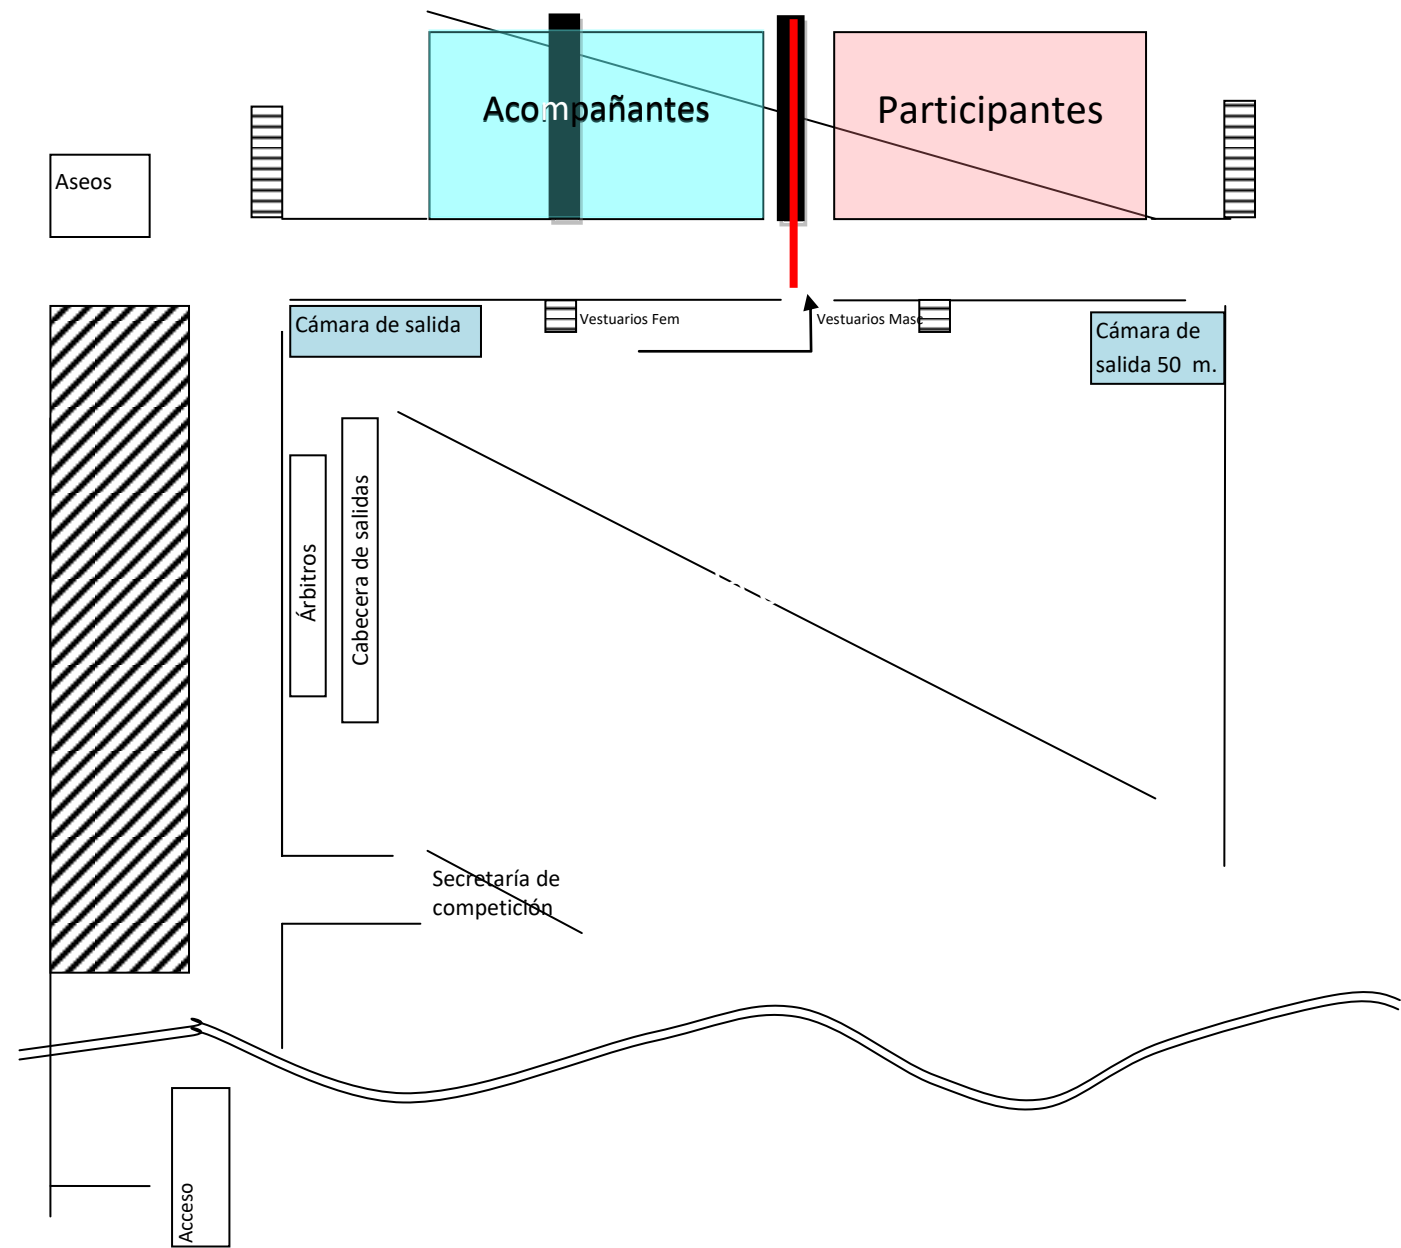 Acompañantes
Participantes
Aseos
Cámara de salida
Vestuarios Fem
Vestuarios Masc
Cámara de
salida 50 m.
Árbitros
Cabecera de salidas
Secretaría de
competición
Acceso